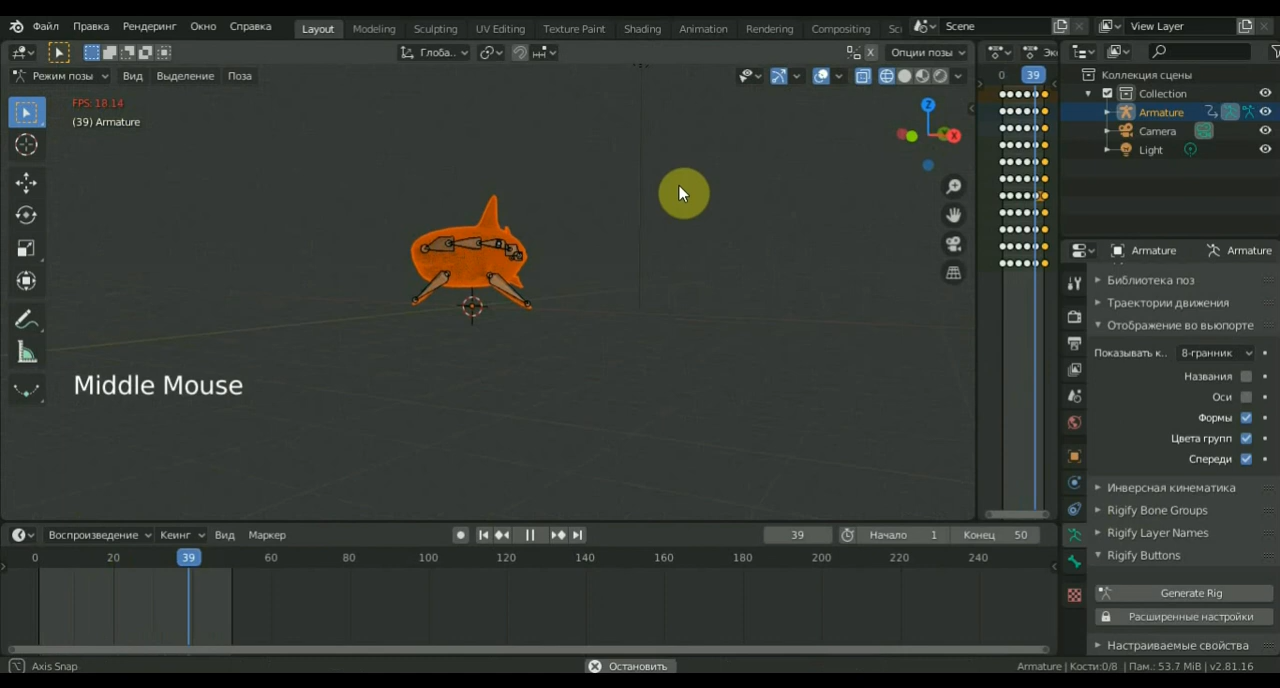 Файл Правка Рендеринг Окно Справка Layout Modeling Sculpting UV Editing Texture Paint Shading Animation Rendering Compositing Sc Scene View Layer
Глоба.. Опции позы Эк
Режим позы Вид Выделение Поза 0 39 Коллекция сцены
Collection
FPS: 18.14
(39) Armature Armature
Camera
Light
Z
X
Armature Armature
Библиотека поз
Траектории движения
Отображение во вьюпорте
Показывать к.. 8-гранник
Названия
Middle Mouse
Оси
Формы
Цвета групп
Спереди
Инверсная кинематика
Rigify Bone Groups
Rigify Layer Names
Воспроизведение Кеинг Вид Маркер 39 Начало 1 Конец 50
Rigify Buttons
0 20 39 60 80 100 120 140 160 180 200 220 240
Generate Rig
Расширенные настройки
Настраиваемые свойства
Axis Snap Остановить Armature | Кости:0/8 | Пам.: 53.7 MiB | v2.81.16